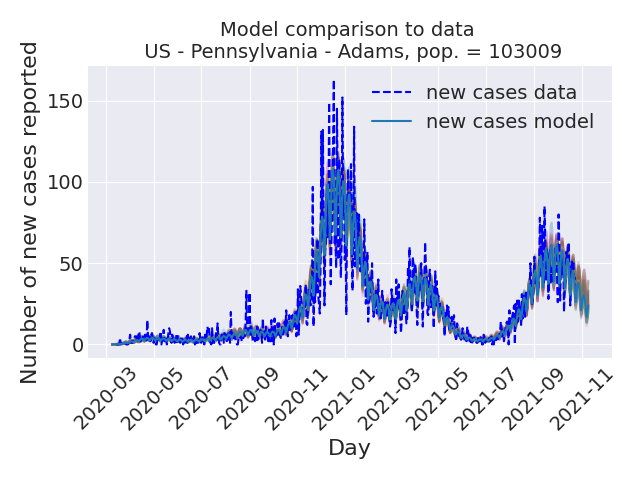 Model comparison to data
US - Pennsylvania - Adams, pop. = 103009
Number of new cases reported
150
100
50
0
new cases data
new cases model
2020-03
2020-05
2020-07
2020-09
2020-11
2021-01
2021-03
2021-05
2021-07
2021-09
2021-11
Day